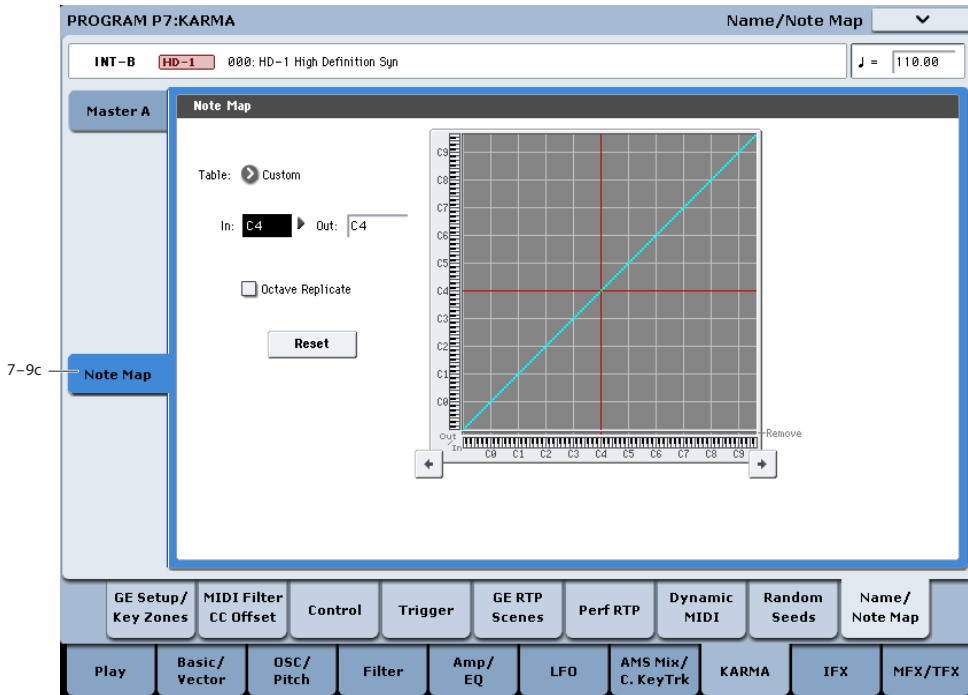 PROGRAM P7:KARMA
Name/Note Map
INT-B HD-1 000: HD-1 High Definition Syn
♩ = 110.00
Master A
Note Map
Table: Custom
In: C4 Out: C4
Octave Replicate
Reset
C9
C8
C7
C6
C5
C4
C3
C2
C1
C0
Out
In
Remove
C0 C1 C2 C3 C4 C5 C6 C7 C8 C9
7-9c
Note Map
GE Setup/
Key Zones
MIDI Filter
CC Offset
Control
Trigger
GE RTP
Scenes
Perf RTP
Dynamic
MIDI
Random
Seeds
Name/
Note Map
Play
Basic/
Vector
OSC/
Pitch
Filter
Amp/
EQ
LFO
AMS Mix/
C. KeyTrk
KARMA
IFX
MFX/TFX